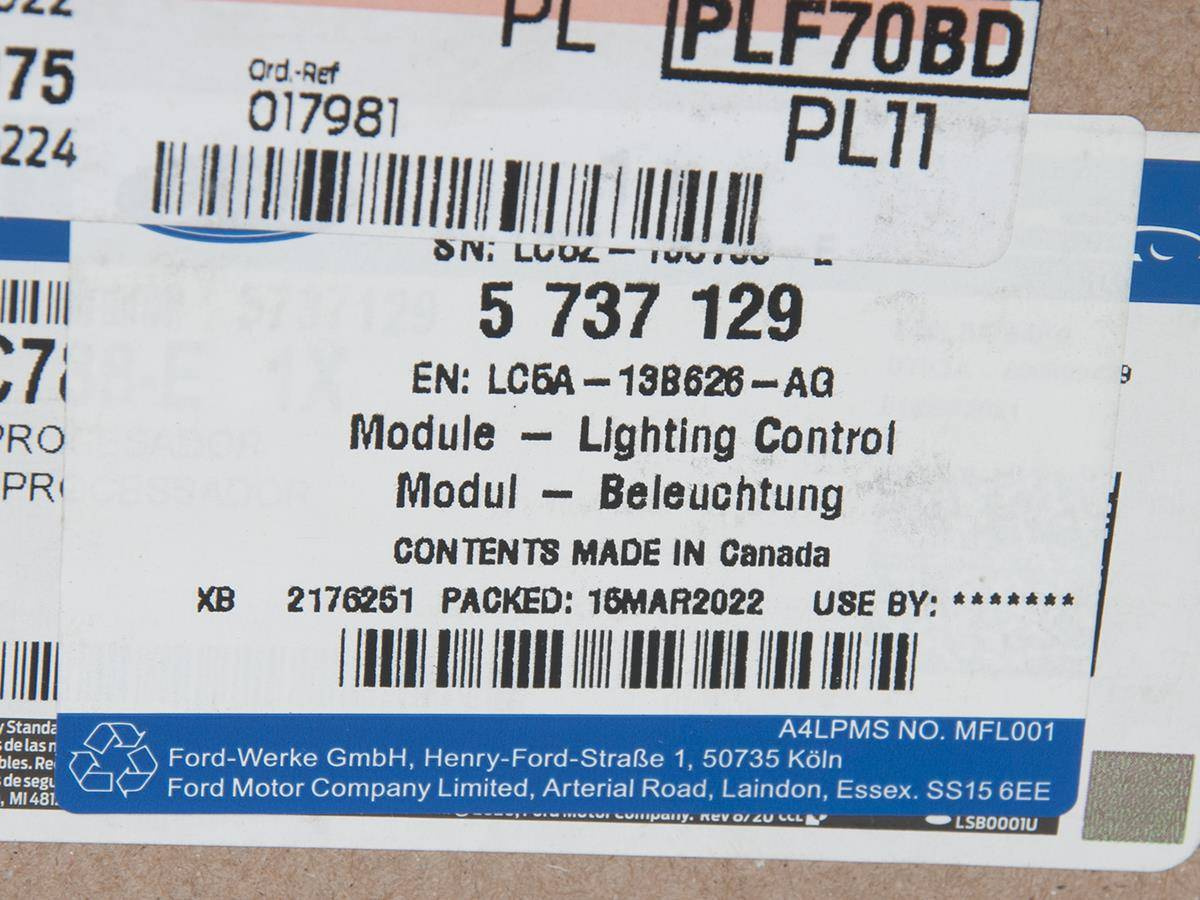 PL
PLF70BD
75
Ord.-Ref
017981
PL11
224
5 737 129
EN: LC5A – 13B626 – AG
Module – Lighting Control
Modul – Beleuchtung
CONTENTS MADE IN Canada
XB 2176251 PACKED: 15MAR2022 USE BY: *******
A4LPMS NO. MFL001
Ford-Werke GmbH, Henry-Ford-Straße 1, 50735 Köln
Ford Motor Company Limited, Arterial Road, Laindon, Essex. SS15 6EE
LSB0001U